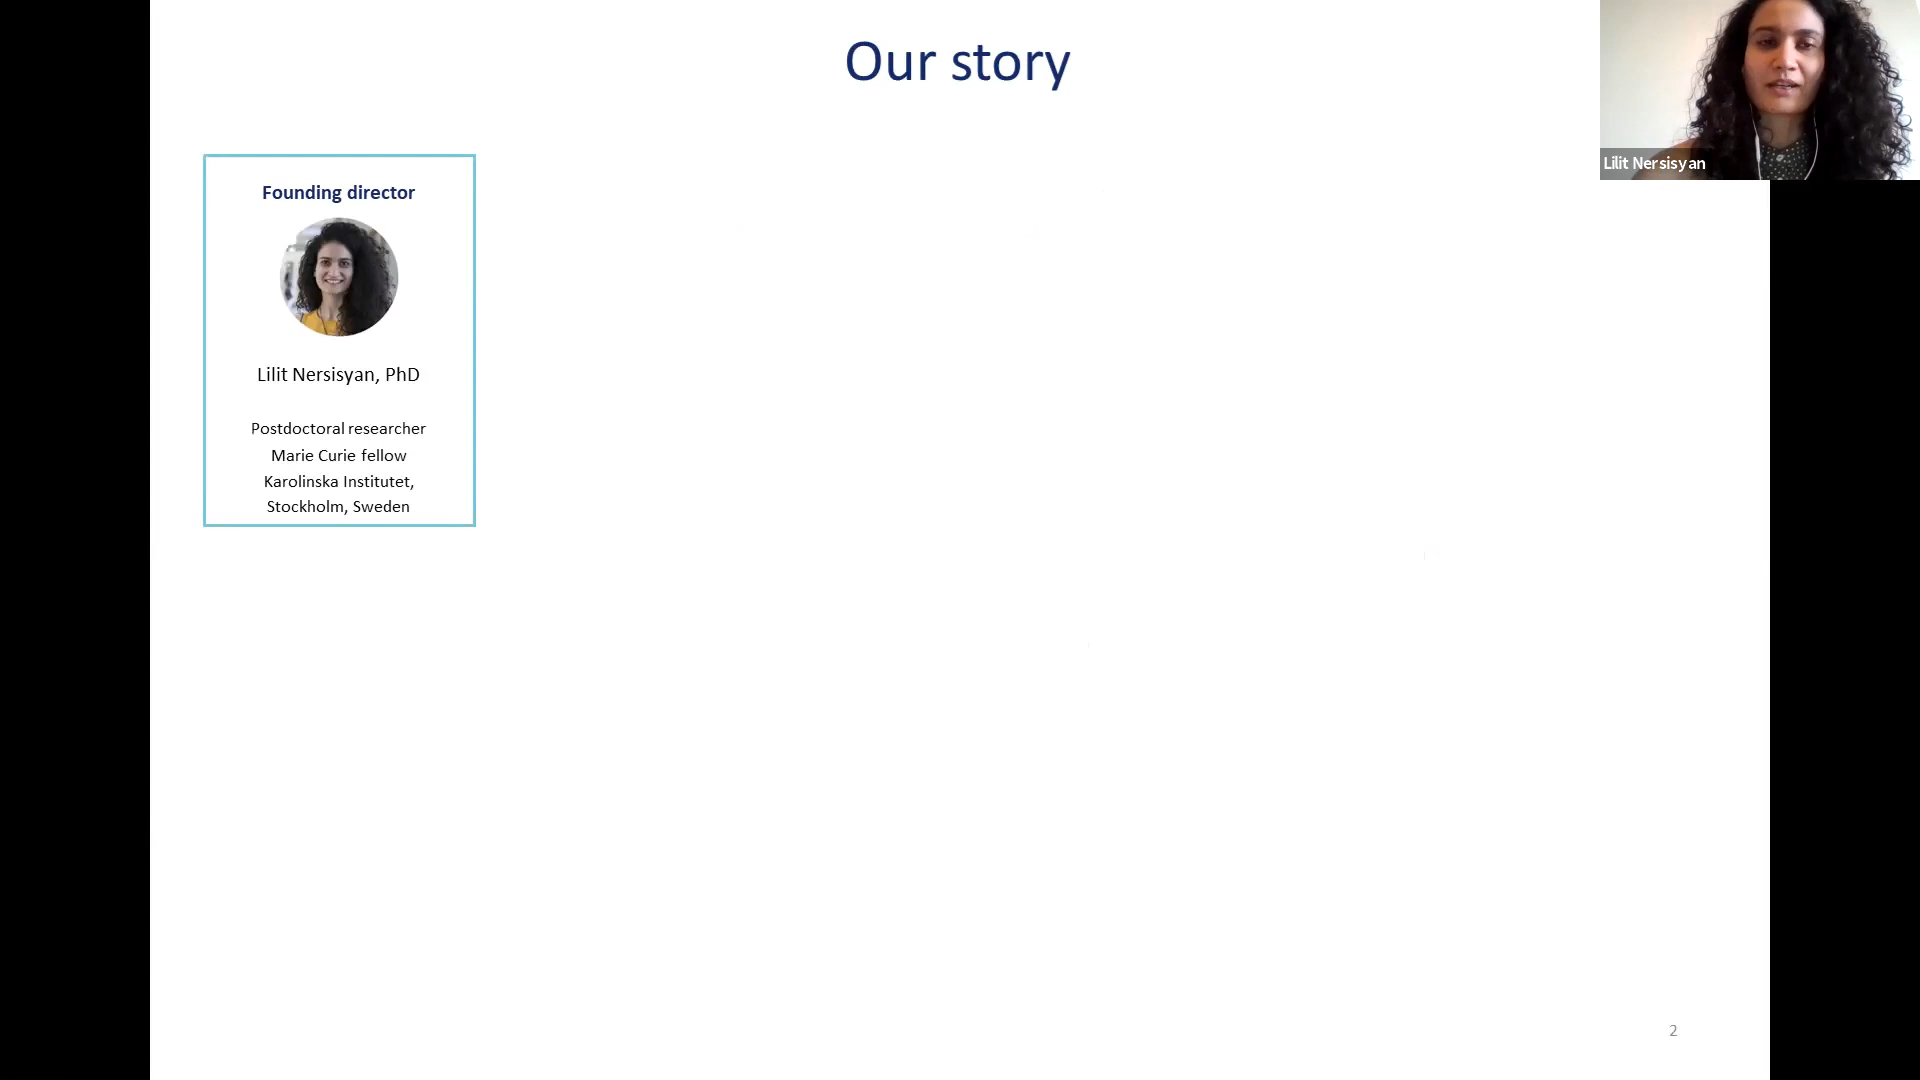 Our story
Lilit Nersisyan
Founding director
Lilit Nersisyan, PhD
Postdoctoral researcher
Marie Curie fellow
Karolinska Institutet,
Stockholm, Sweden
2